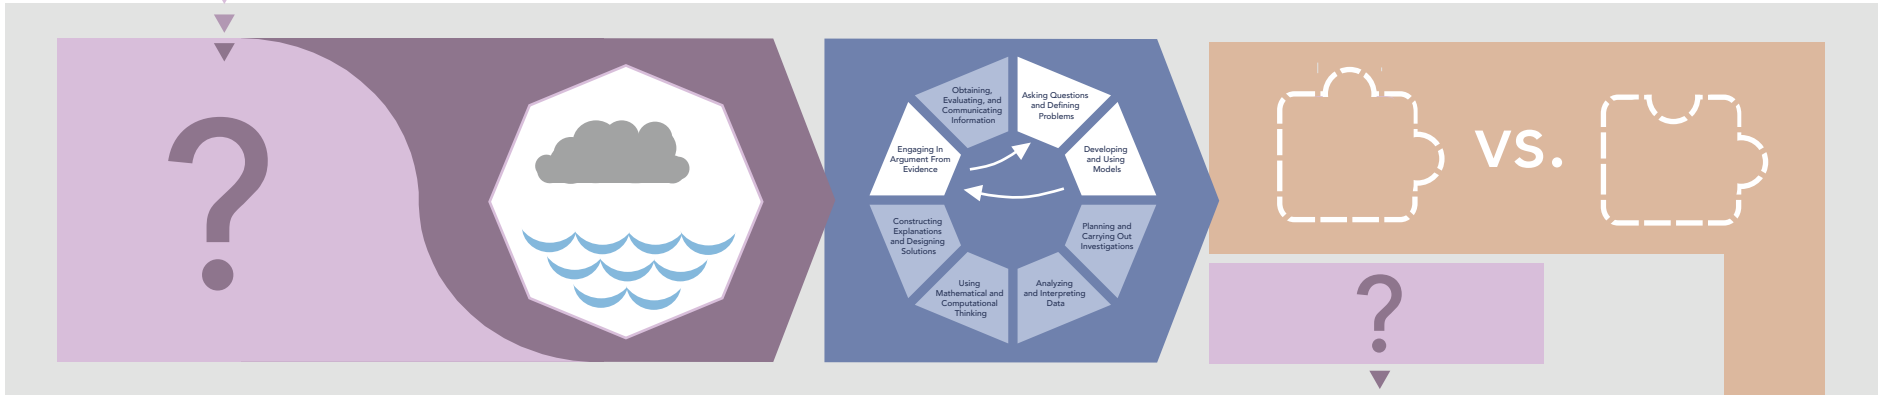 ?
Obtaining,
Evaluating, and
Communicating
Information
Asking Questions
and Defining
Problems
Developing
and Using
Models
Planning and
Carrying Out
Investigations
Analyzing
and Interpreting
Data
Using
Mathematical and
Computational
Thinking
Constructing
Explanations
and Designing
Solutions
Engaging In
Argument From
Evidence
vs.
?